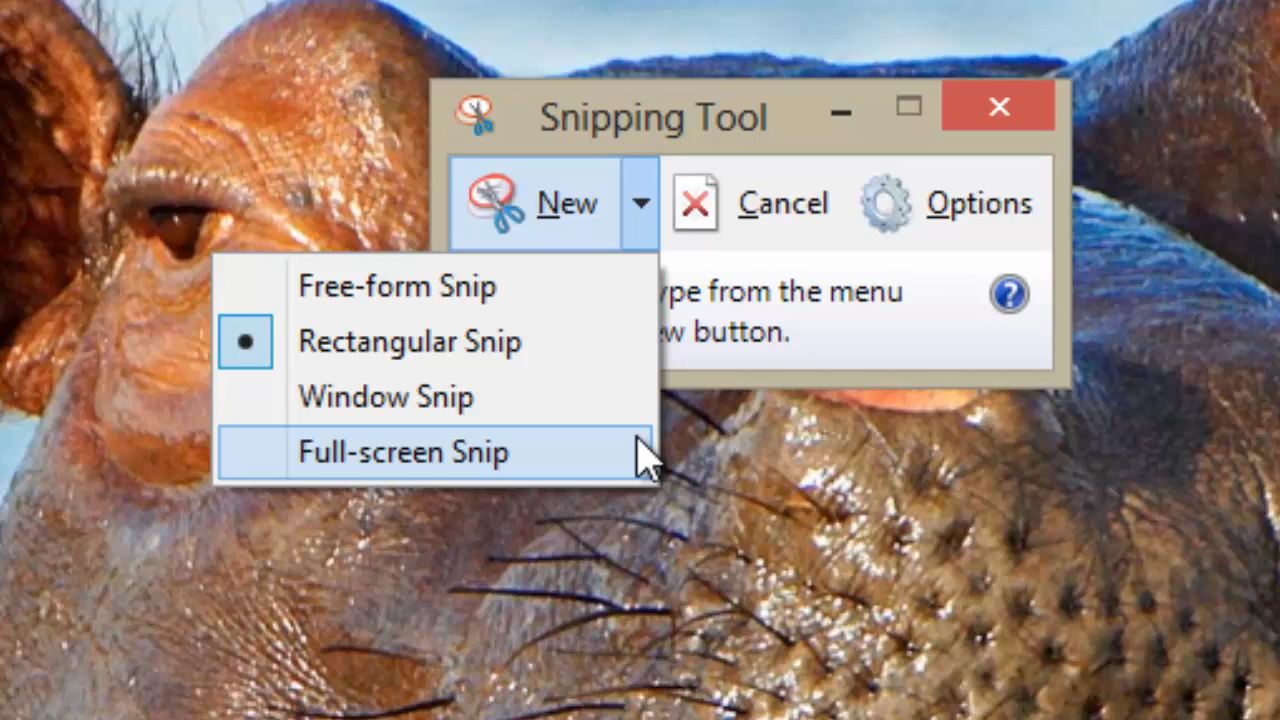 Snipping Tool
New
Cancel
Options
Free-form Snip
Rectangular Snip
Window Snip
Full-screen Snip
from the menu
button.